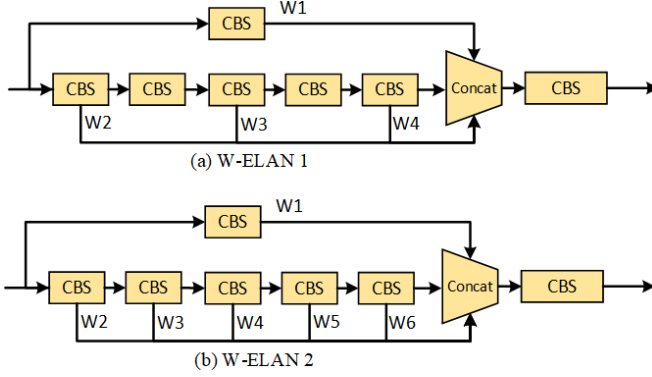 W1
CBS
CBS CBS CBS CBS CBS Concat CBS
W2 W3 W4
(a) W-ELAN 1
W1
CBS
CBS CBS CBS CBS CBS Concat CBS
W2 W3 W4 W5 W6
(b) W-ELAN 2